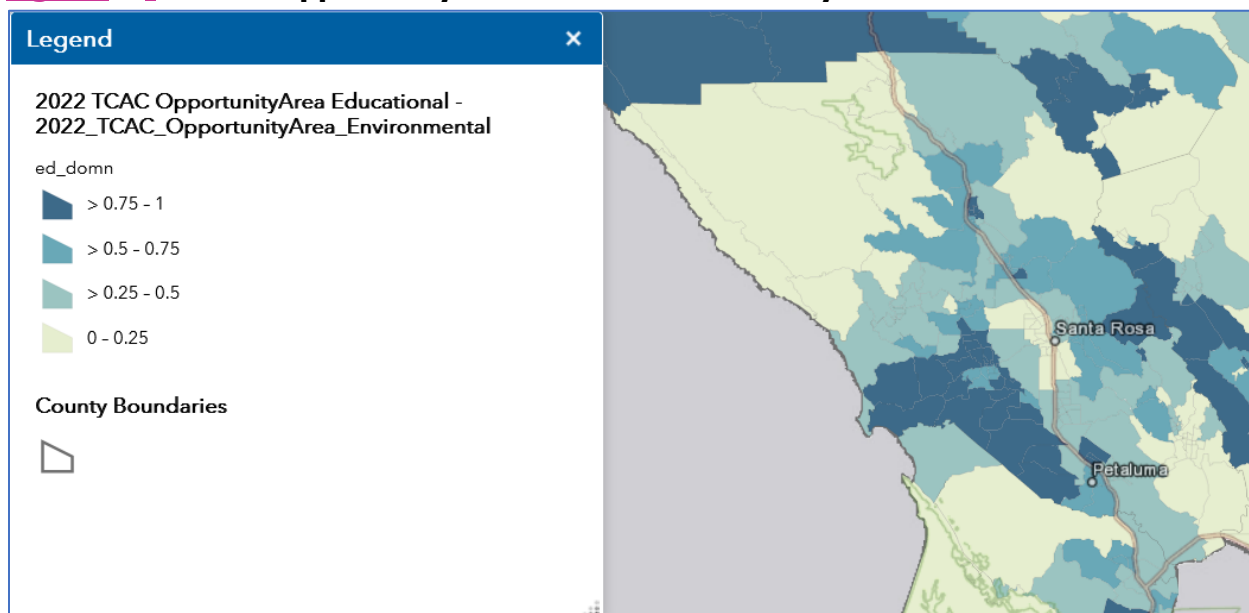 Legend ×
2022 TCAC OpportunityArea Educational -
2022_TCAC_OpportunityArea_Environmental
ed_domn
> 0.75 - 1
> 0.5 - 0.75
> 0.25 - 0.5
0 - 0.25
County Boundaries
Santa Rosa
Petaluma